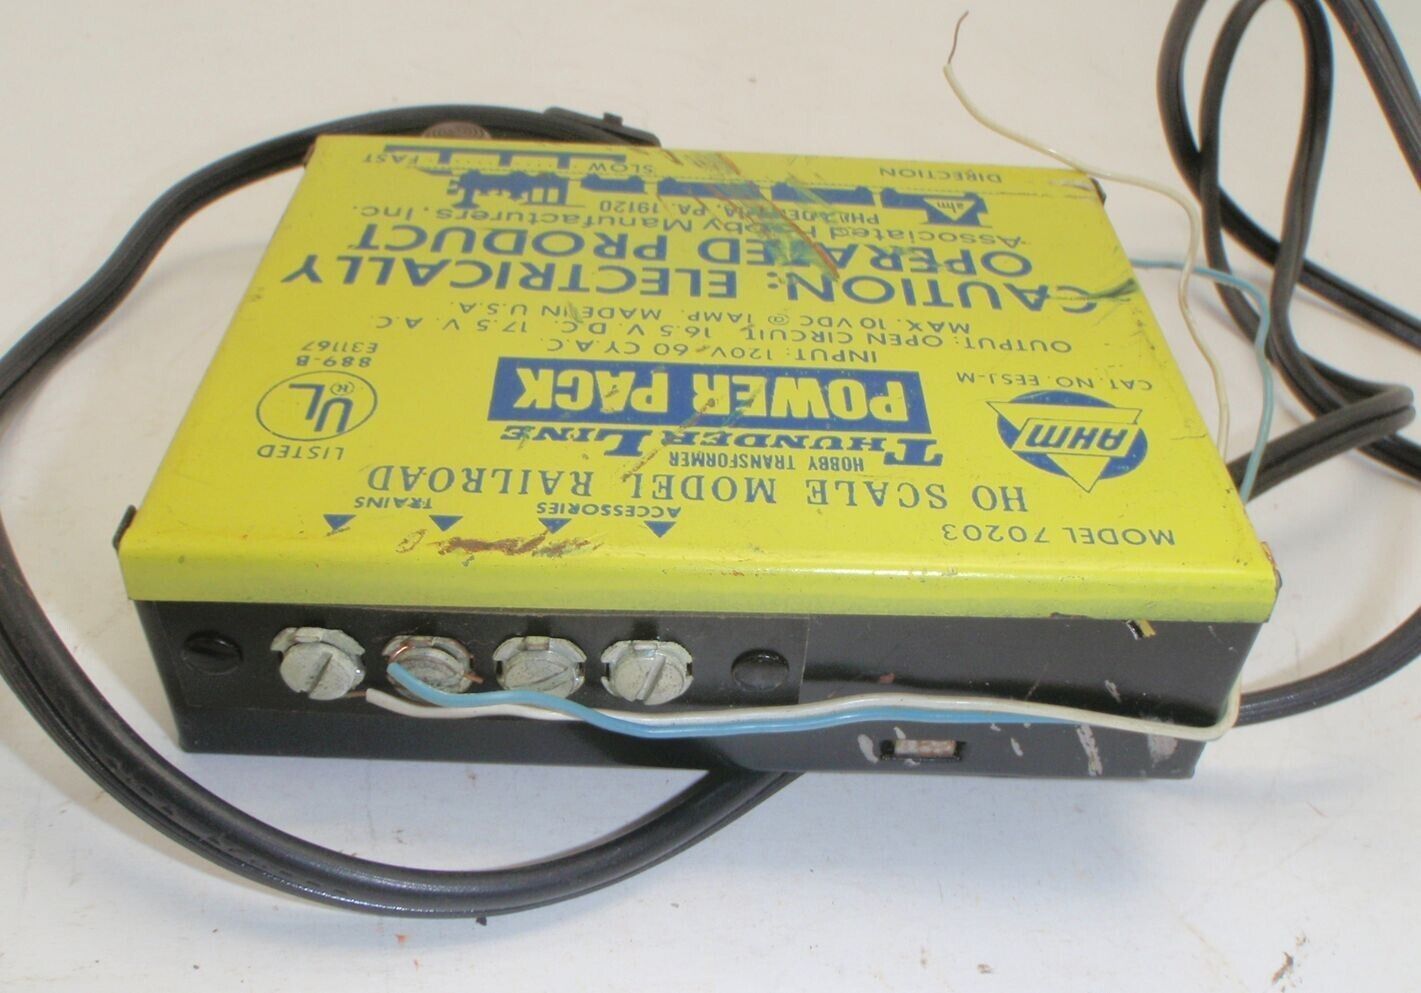 MODEL 70203
ACCESSORIES
TRAINS
HO SCALE MODEL RAILROAD
HOBBY TRANSFORMER
THUNDERLINE
POWER PACK
AHM
CAT. NO. EESJ-M
LISTED
UL
®
889-B
E31167
INPUT: 120V. 60 CY A.C.
OUTPUT: OPEN CIRCUIT, 16.5 V. D.C. 17.5 V. A.C.
MAX. 10 VDC @ 1AMP. MADE IN U.S.A.
CAUTION: ELECTRICALLY
OPERATED PRODUCT
Associated Hobby Manufacturers, Inc.
PHILADELPHIA, PA. 19120
ahm
DIRECTION
SLOW
FAST